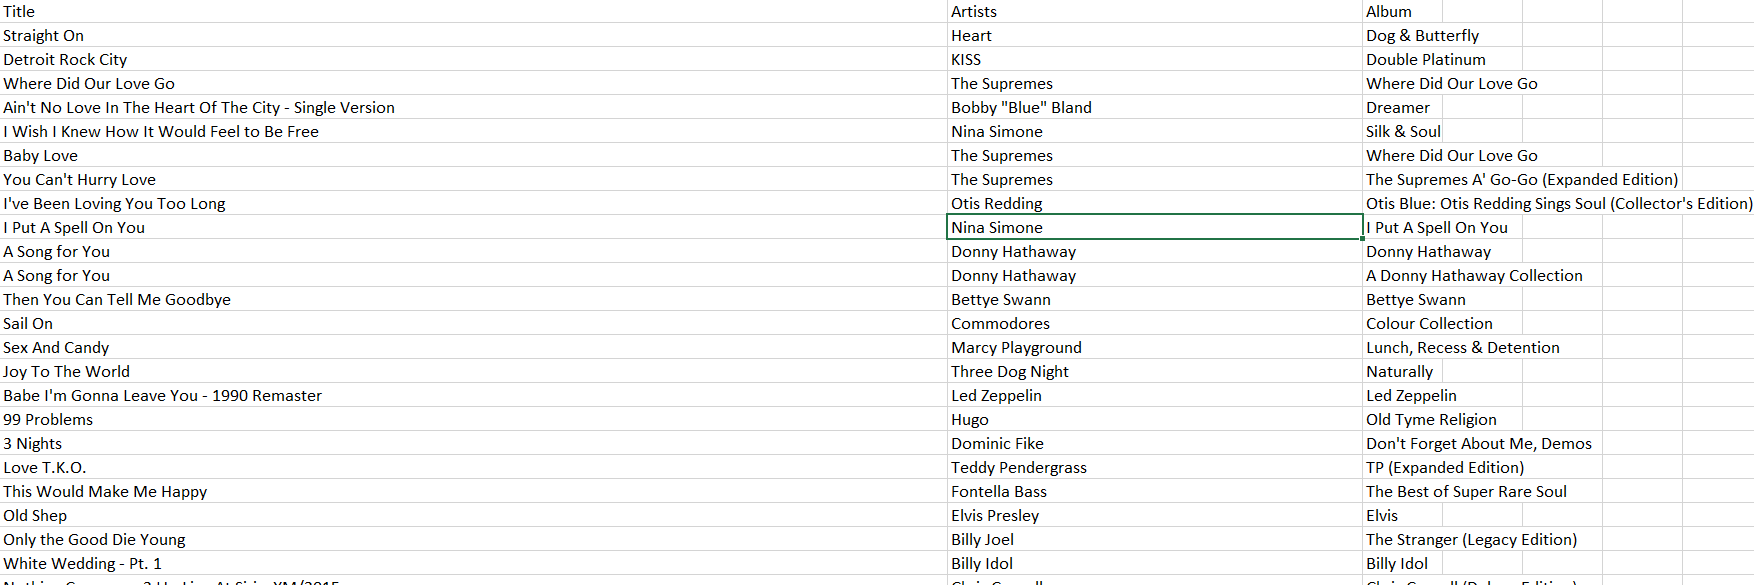 Title Artists Album
Straight On Heart Dog & Butterfly
Detroit Rock City KISS Double Platinum
Where Did Our Love Go The Supremes Where Did Our Love Go
Ain't No Love In The Heart Of The City - Single Version Bobby "Blue" Bland Dreamer
I Wish I Knew How It Would Feel to Be Free Nina Simone Silk & Soul
Baby Love The Supremes Where Did Our Love Go
You Can't Hurry Love The Supremes The Supremes A' Go-Go (Expanded Edition)
I've Been Loving You Too Long Otis Redding Otis Blue: Otis Redding Sings Soul (Collector's Edition)
I Put A Spell On You Nina Simone I Put A Spell On You
A Song for You Donny Hathaway Donny Hathaway
A Song for You Donny Hathaway A Donny Hathaway Collection
Then You Can Tell Me Goodbye Bettye Swann Bettye Swann
Sail On Commodores Colour Collection
Sex And Candy Marcy Playground Lunch, Recess & Detention
Joy To The World Three Dog Night Naturally
Babe I'm Gonna Leave You - 1990 Remaster Led Zeppelin Led Zeppelin
99 Problems Hugo Old Tyme Religion
3 Nights Dominic Fike Don't Forget About Me, Demos
Love T.K.O. Teddy Pendergrass TP (Expanded Edition)
This Would Make Me Happy Fontella Bass The Best of Super Rare Soul
Old Shep Elvis Presley Elvis
Only the Good Die Young Billy Joel The Stranger (Legacy Edition)
White Wedding - Pt. 1 Billy Idol Billy Idol